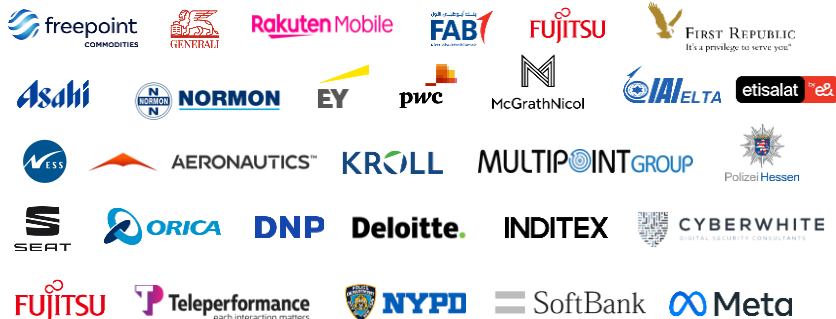 freepoint
COMMODITIES
GENERALI
Rakuten Mobile
FAB
FUJITSU
FIRST REPUBLIC
It's a privilege to serve you®
Asahi
N
NORMON
N
NORMON
EY
pwc
McGrathNicol
IAI ELTA
etisalat by e&
NESS
AERONAUTICS™
KROLL
MULTIPOINT GROUP
Polizei Hessen
SEAT
ORICA
DNP
Deloitte.
INDITEX
CYBERWHITE
DIGITAL SECURITY CONSULTANTS
FUJITSU
Teleperformance
each interaction matters
NYPD
SoftBank
Meta